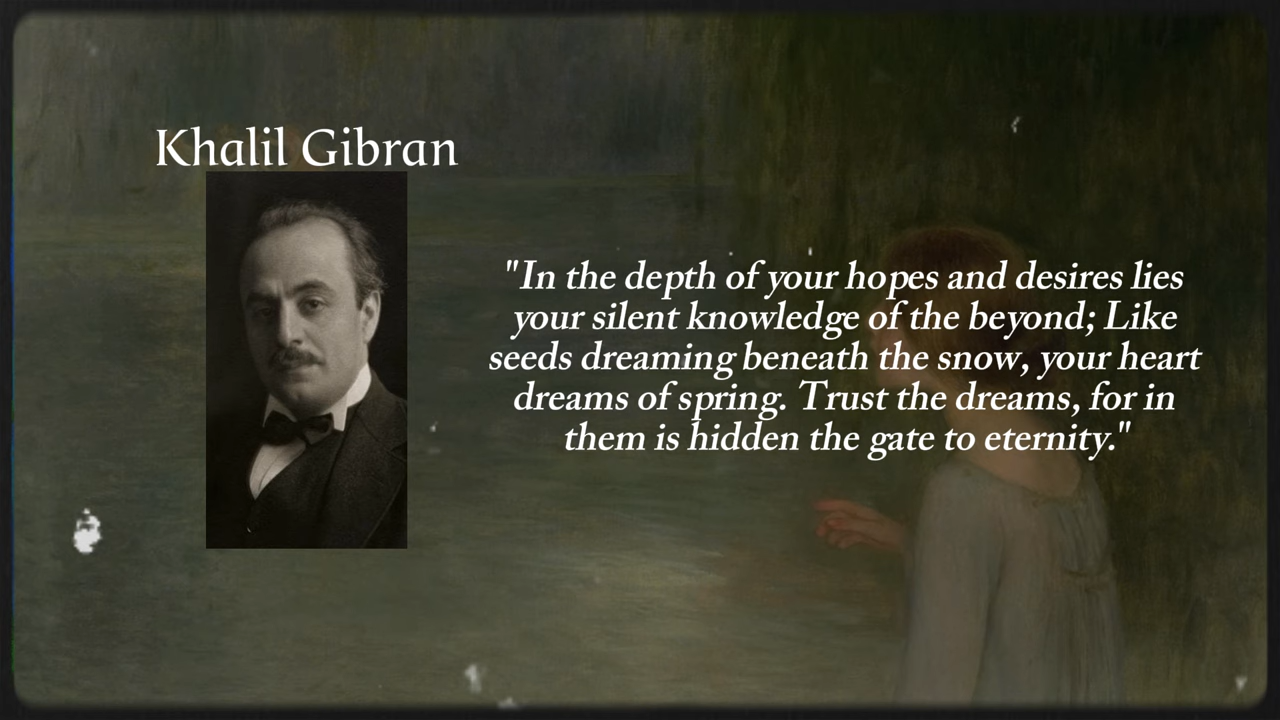 Khalil Gibran
"In the depth of your hopes and desires lies
your silent knowledge of the beyond; Like
seeds dreaming beneath the snow, your heart
dreams of spring. Trust the dreams, for in
them is hidden the gate to eternity."